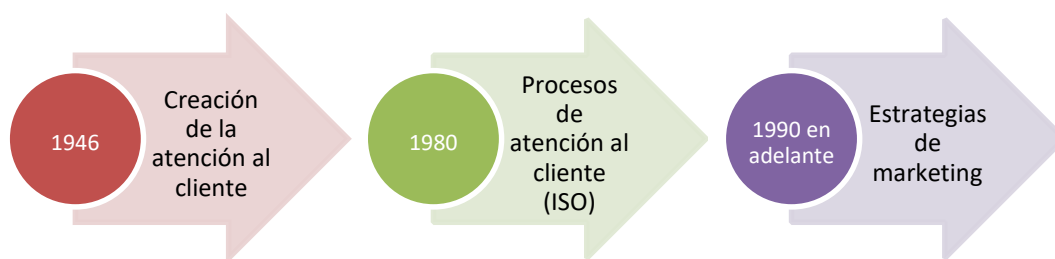 1946
Creación
de la
atención al
cliente
1980
Procesos
de
atención al
cliente
(ISO)
1990 en
adelante
Estrategias
de
marketing